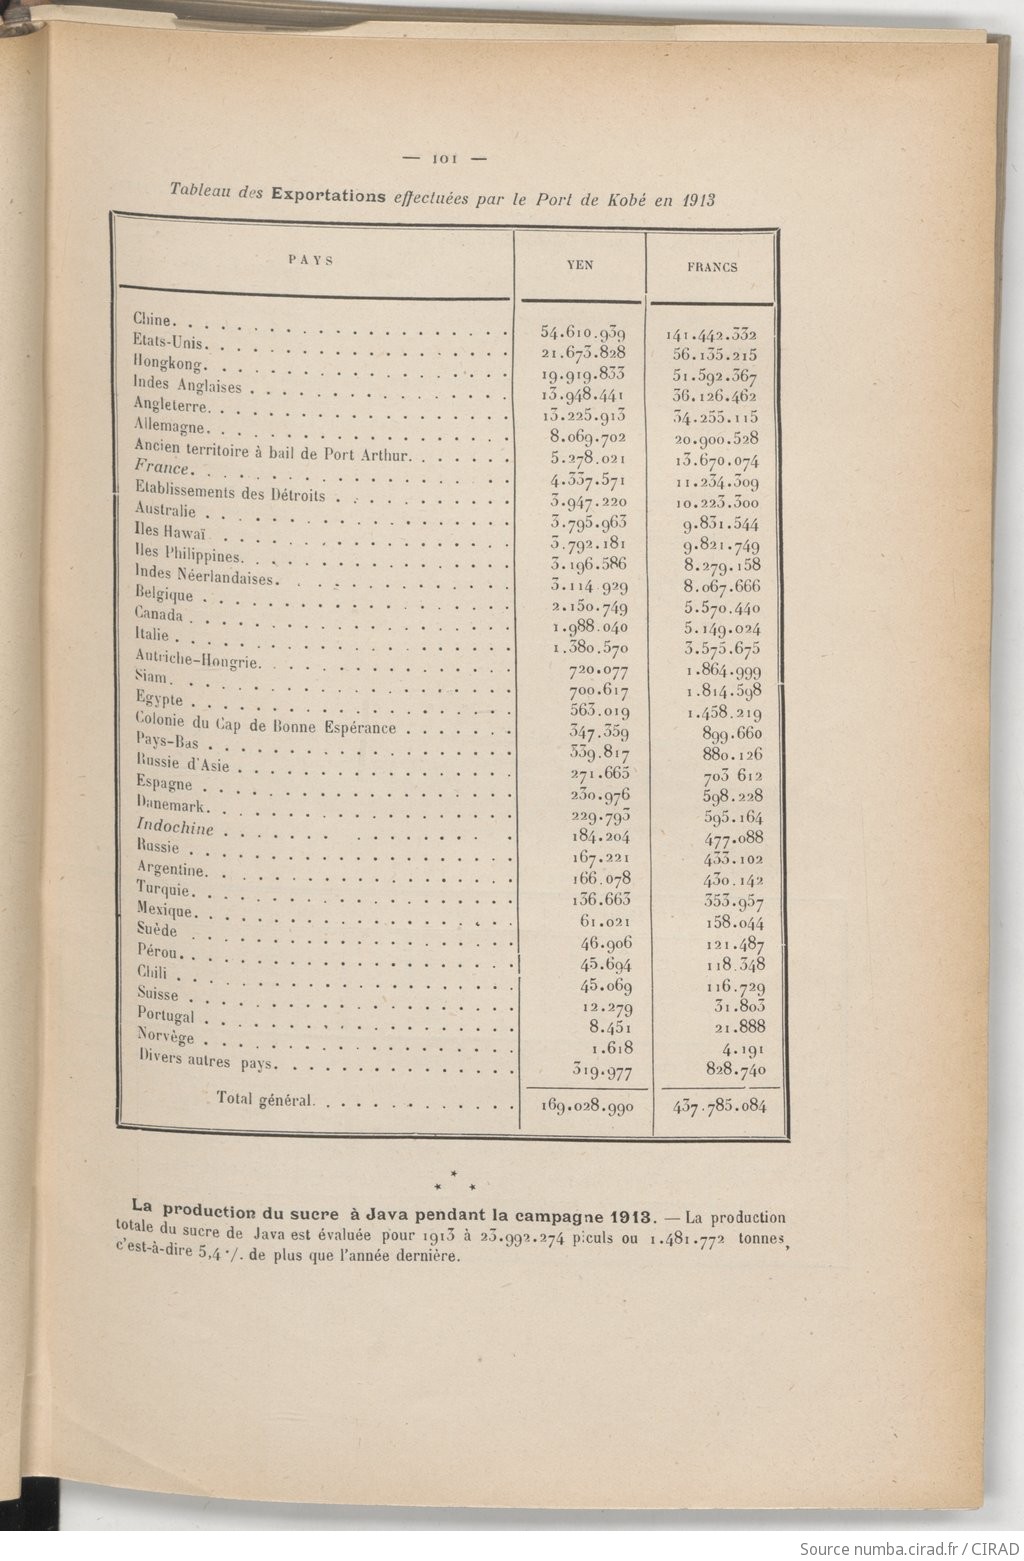 — 101 —
Tableau des Exportations effectuées par le Port de Kobé en 1913
PAYS YEN FRANCS
Chine. 54.610.939 141.442.332
Etats-Unis. 21.673.828 56.135.215
Hongkong. 19.919.833 51.592.367
Indes Anglaises 13.948.441 36.126.462
Angleterre. 13.225.913 34.255.115
Allemagne. 8.069.702 20.900.528
Ancien territoire à bail de Port Arthur. 5.278.021 13.670.074
France. 4.337.571 11.234.309
Etablissements des Détroits 3.947.220 10.223.300
Australie 3.795.963 9.831.544
Iles Hawaï 3.792.181 9.821.749
Iles Philippines. 3.196.586 8.279.158
Indes Néerlandaises. 3.114 929 8.067.666
Belgique 2.150.749 5.570.440
Canada 1.988.040 5.149.024
Italie 1.380.570 3.575.675
Autriche-Hongrie. 720.077 1.864.999
Siam. 700.617 1.814.598
Egypte 563.019 1.458.219
Colonie du Cap de Bonne Espérance 347.359 899.660
Pays-Bas 339.817 880.126
Russie d'Asie 271.665 703 612
Espagne 230.976 598.228
Danemark. 229.793 595.164
Indochine 184.204 477.088
Russie 167.221 433.102
Argentine. 166.078 430.142
Turquie. 136.663 353.957
Mexique. 61.021 158.044
Suède 46.906 121.487
Pérou. 45.694 118.348
Chili 45.069 116.729
Suisse 12.279 31.803
Portugal 8.451 21.888
Norvège 1.618 4.191
Divers autres pays. 319.977 828.740
Total général. 169.028.990 437.785.084
* * *
La production du sucre à Java pendant la campagne 1913. — La production
totale du sucre de Java est évaluée pour 1913 à 23.992.274 piculs ou 1.481.772 tonnes,
c'est-à-dire 5,4 °/. de plus que l'année dernière.
Source numba.cirad.fr / CIRAD